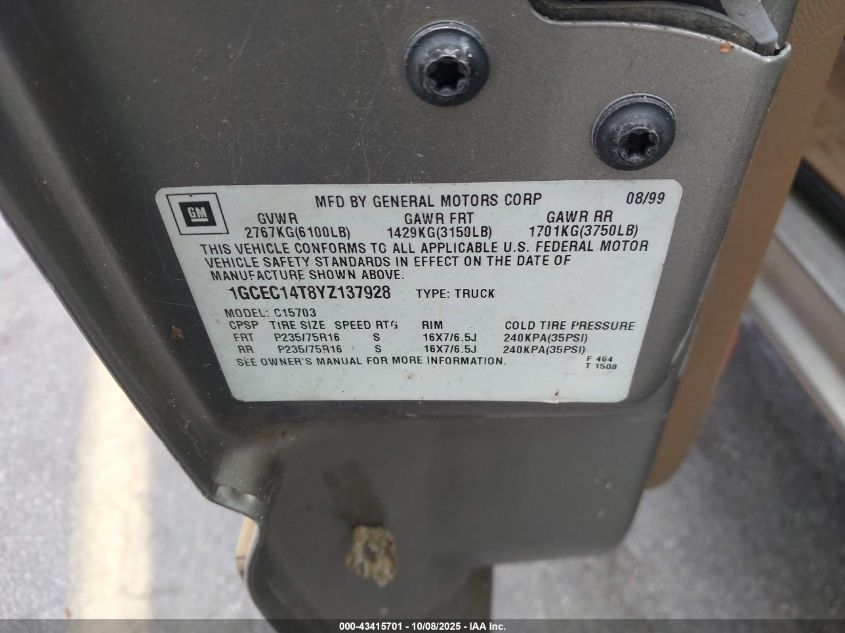 GM
MFD BY GENERAL MOTORS CORP 08/99
GVWR GAWR FRT GAWR RR
2767KG(6100LB) 1429KG(3150LB) 1701KG(3750LB)
THIS VEHICLE CONFORMS TO ALL APPLICABLE U.S. FEDERAL MOTOR
VEHICLE SAFETY STANDARDS IN EFFECT ON THE DATE OF
MANUFACTURE SHOWN ABOVE.
1GCEC14T8YZ137928 TYPE: TRUCK
MODEL: C15703
CPSP TIRE SIZE SPEED RTG RIM COLD TIRE PRESSURE
FRT P235/75R16 S 16X7/6.5J 240KPA(35PSI)
RR P235/75R16 S 16X7/6.5J 240KPA(35PSI)
SEE OWNER'S MANUAL FOR MORE INFORMATION.
F 464
T 1508
000-43415701 - 10/08/2025 - IAA Inc.